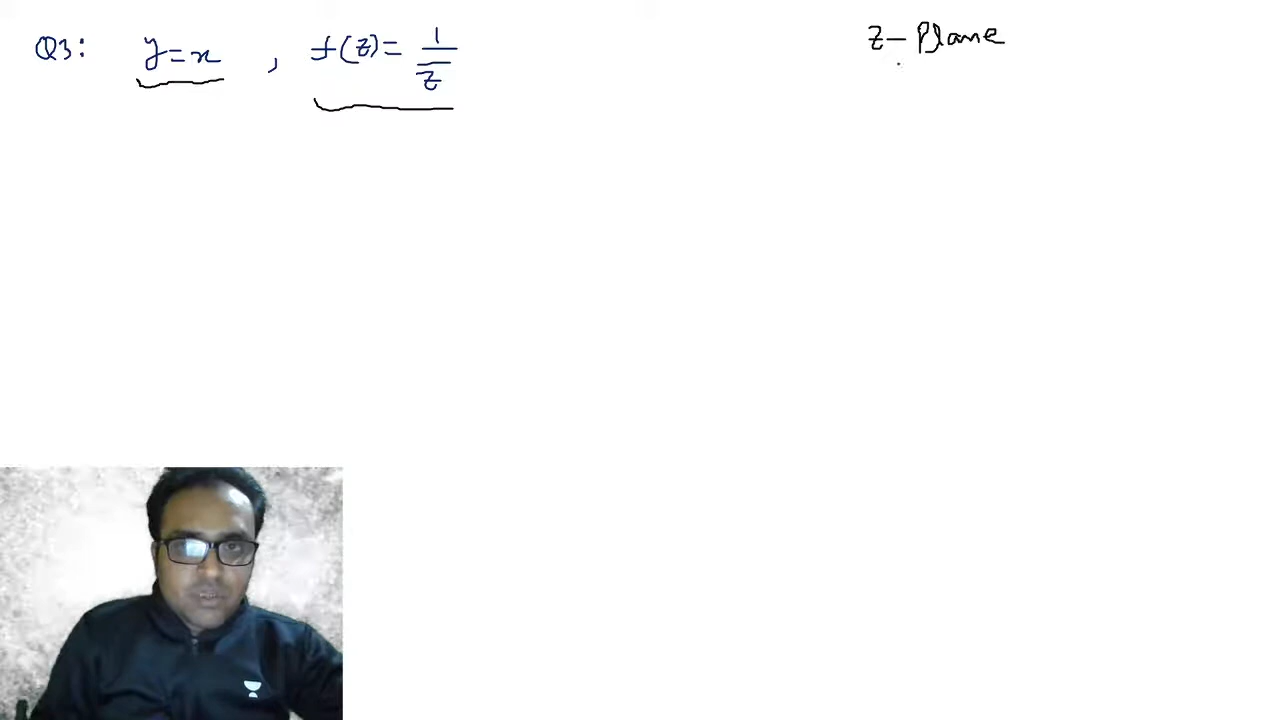 Q3: y=x , f(z)= 1/z
z-Plane